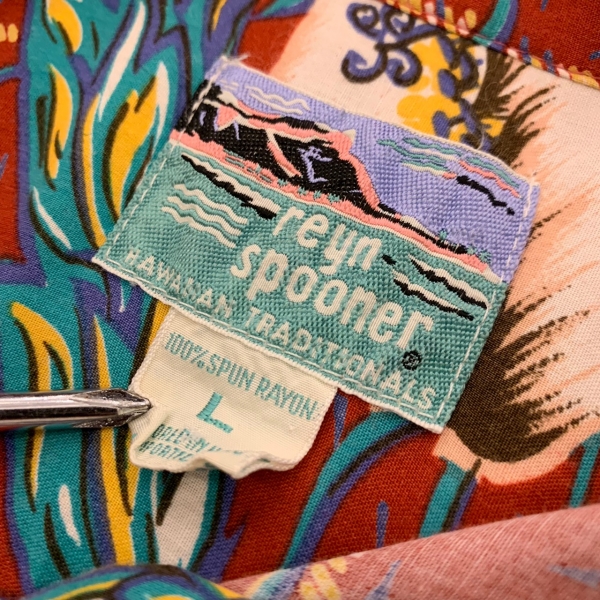 reyn
spooner®
HAWAIIAN TRADITIONALS
100% SPUN RAYON
L